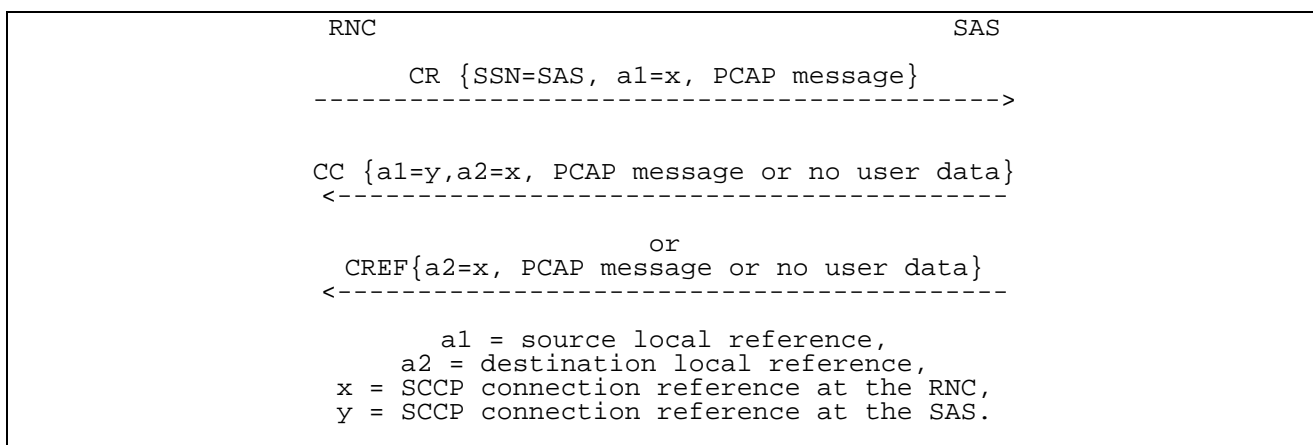 RNC SAS
CR {SSN=SAS, a1=x, PCAP message}
------------------------------------------->
CC {a1=y,a2=x, PCAP message or no user data}
<------------------------------------------
or
CREF{a2=x, PCAP message or no user data}
<------------------------------------------
a1 = source local reference,
a2 = destination local reference,
x = SCCP connection reference at the RNC,
y = SCCP connection reference at the SAS.